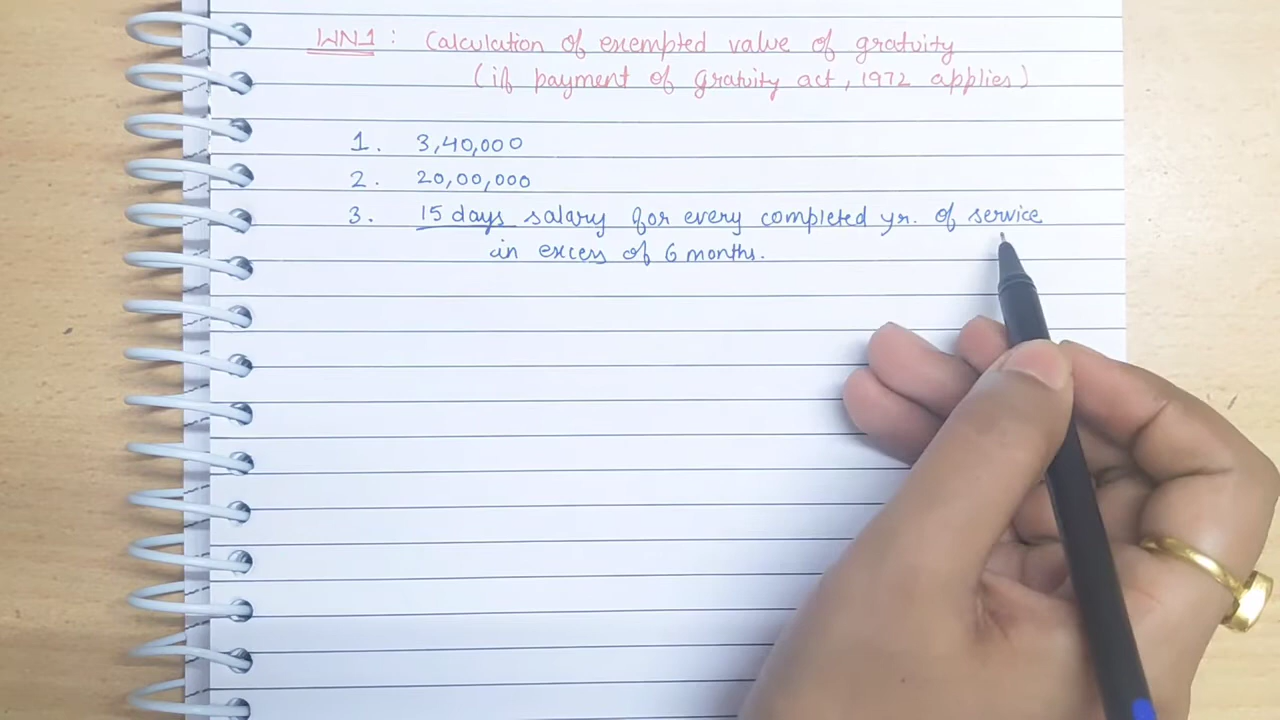 WN1 : Calculation of exempted value of gratuity
(if payment of gratuity act, 1972 applies)
1. 3,40,000
2. 20,00,000
3. 15 days salary for every completed yr. of service
in excess of 6 months.